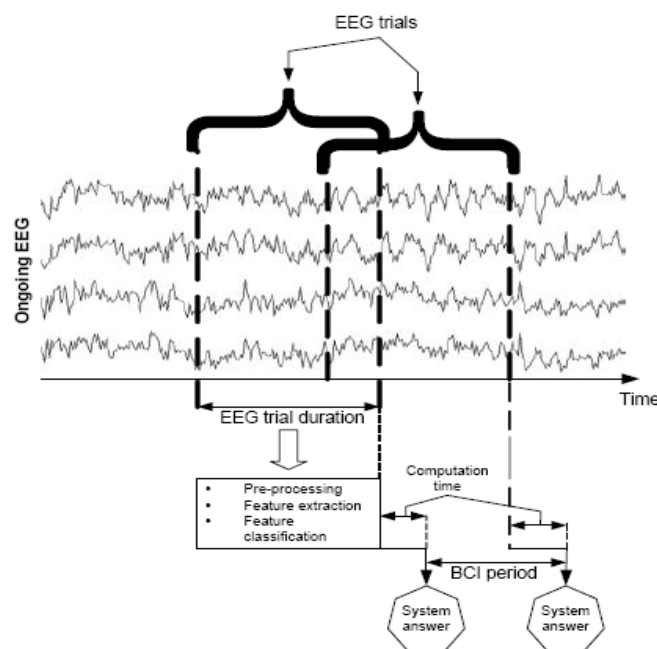 EEG trials
Ongoing EEG
Time
EEG trial duration
• Pre-processing
• Feature extraction
• Feature
classification
Computation
time
BCI period
System
answer
System
answer